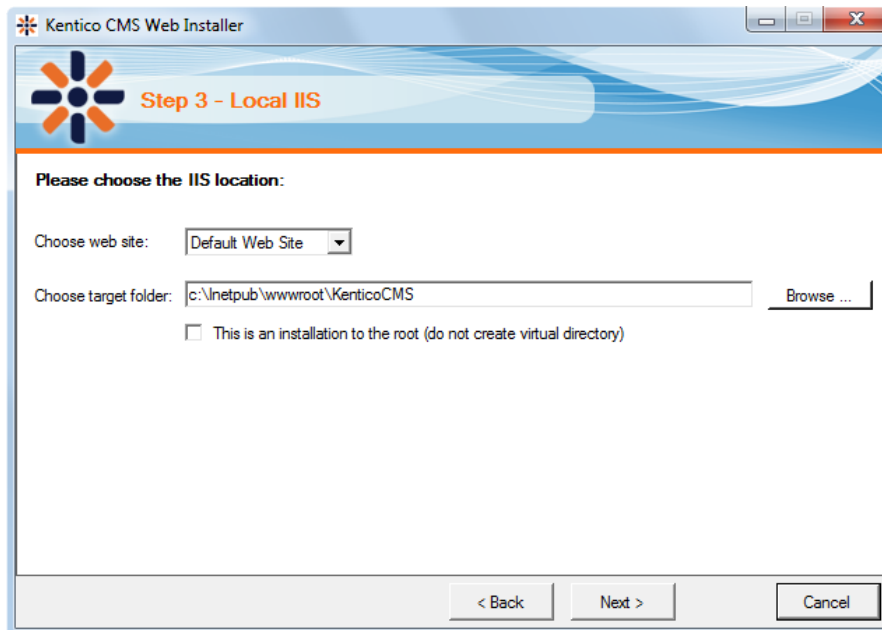 Kentico CMS Web Installer
Step 3 - Local IIS
Please choose the IIS location:
Choose web site: Default Web Site
Choose target folder: c:\Inetpub\wwwroot\KenticoCMS Browse ...
This is an installation to the root (do not create virtual directory)
< Back Next > Cancel